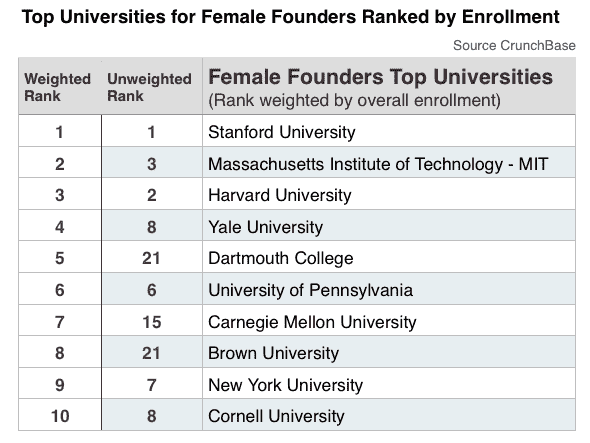 Top Universities for Female Founders Ranked by Enrollment
Source CrunchBase
Weighted Rank Unweighted Rank Female Founders Top Universities
(Rank weighted by overall enrollment)
1 1 Stanford University
2 3 Massachusetts Institute of Technology - MIT
3 2 Harvard University
4 8 Yale University
5 21 Dartmouth College
6 6 University of Pennsylvania
7 15 Carnegie Mellon University
8 21 Brown University
9 7 New York University
10 8 Cornell University